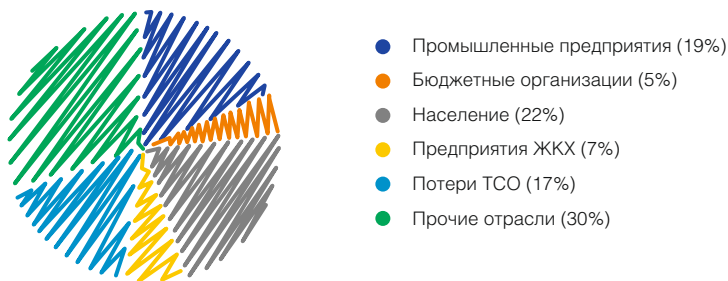 Промышленные предприятия (19%)
Бюджетные организации (5%)
Население (22%)
Предприятия ЖКХ (7%)
Потери ТСО (17%)
Прочие отрасли (30%)